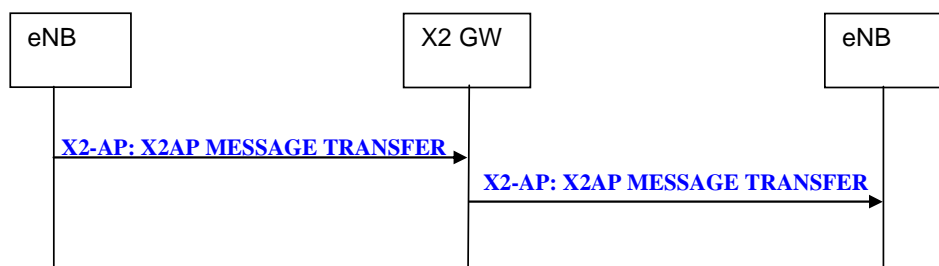 eNB
X2 GW
eNB
X2-AP: X2AP MESSAGE TRANSFER
X2-AP: X2AP MESSAGE TRANSFER